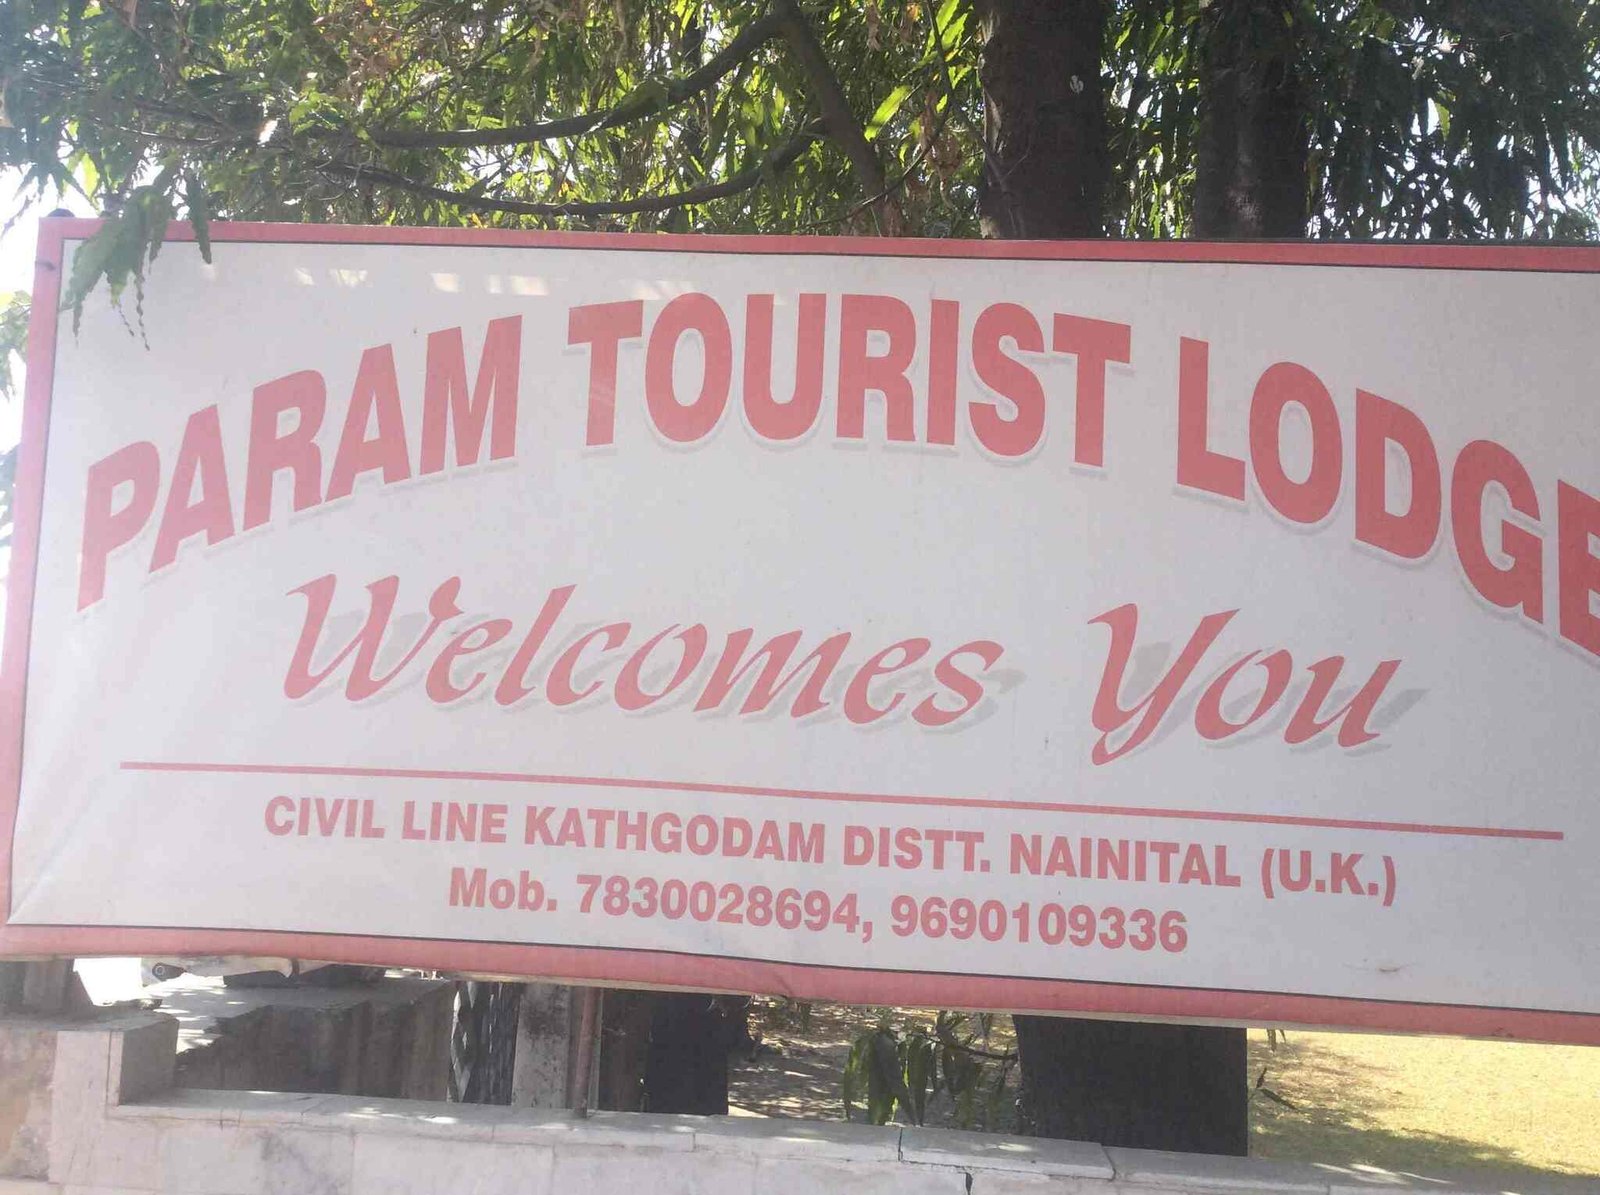 PARAM TOURIST LODGE
Welcomes You
CIVIL LINE KATHGODAM DISTT. NAINITAL (U.K.)
Mob. 7830028694, 9690109336